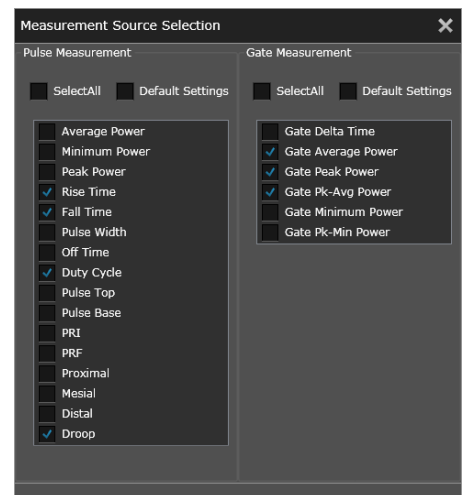 Measurement Source Selection
Pulse Measurement
SelectAll Default Settings
Average Power
Minimum Power
Peak Power
Rise Time
Fall Time
Pulse Width
Off Time
Duty Cycle
Pulse Top
Pulse Base
PRI
PRF
Proximal
Mesial
Distal
Droop
Gate Measurement
SelectAll Default Settings
Gate Delta Time
Gate Average Power
Gate Peak Power
Gate Pk-Avg Power
Gate Minimum Power
Gate Pk-Min Power